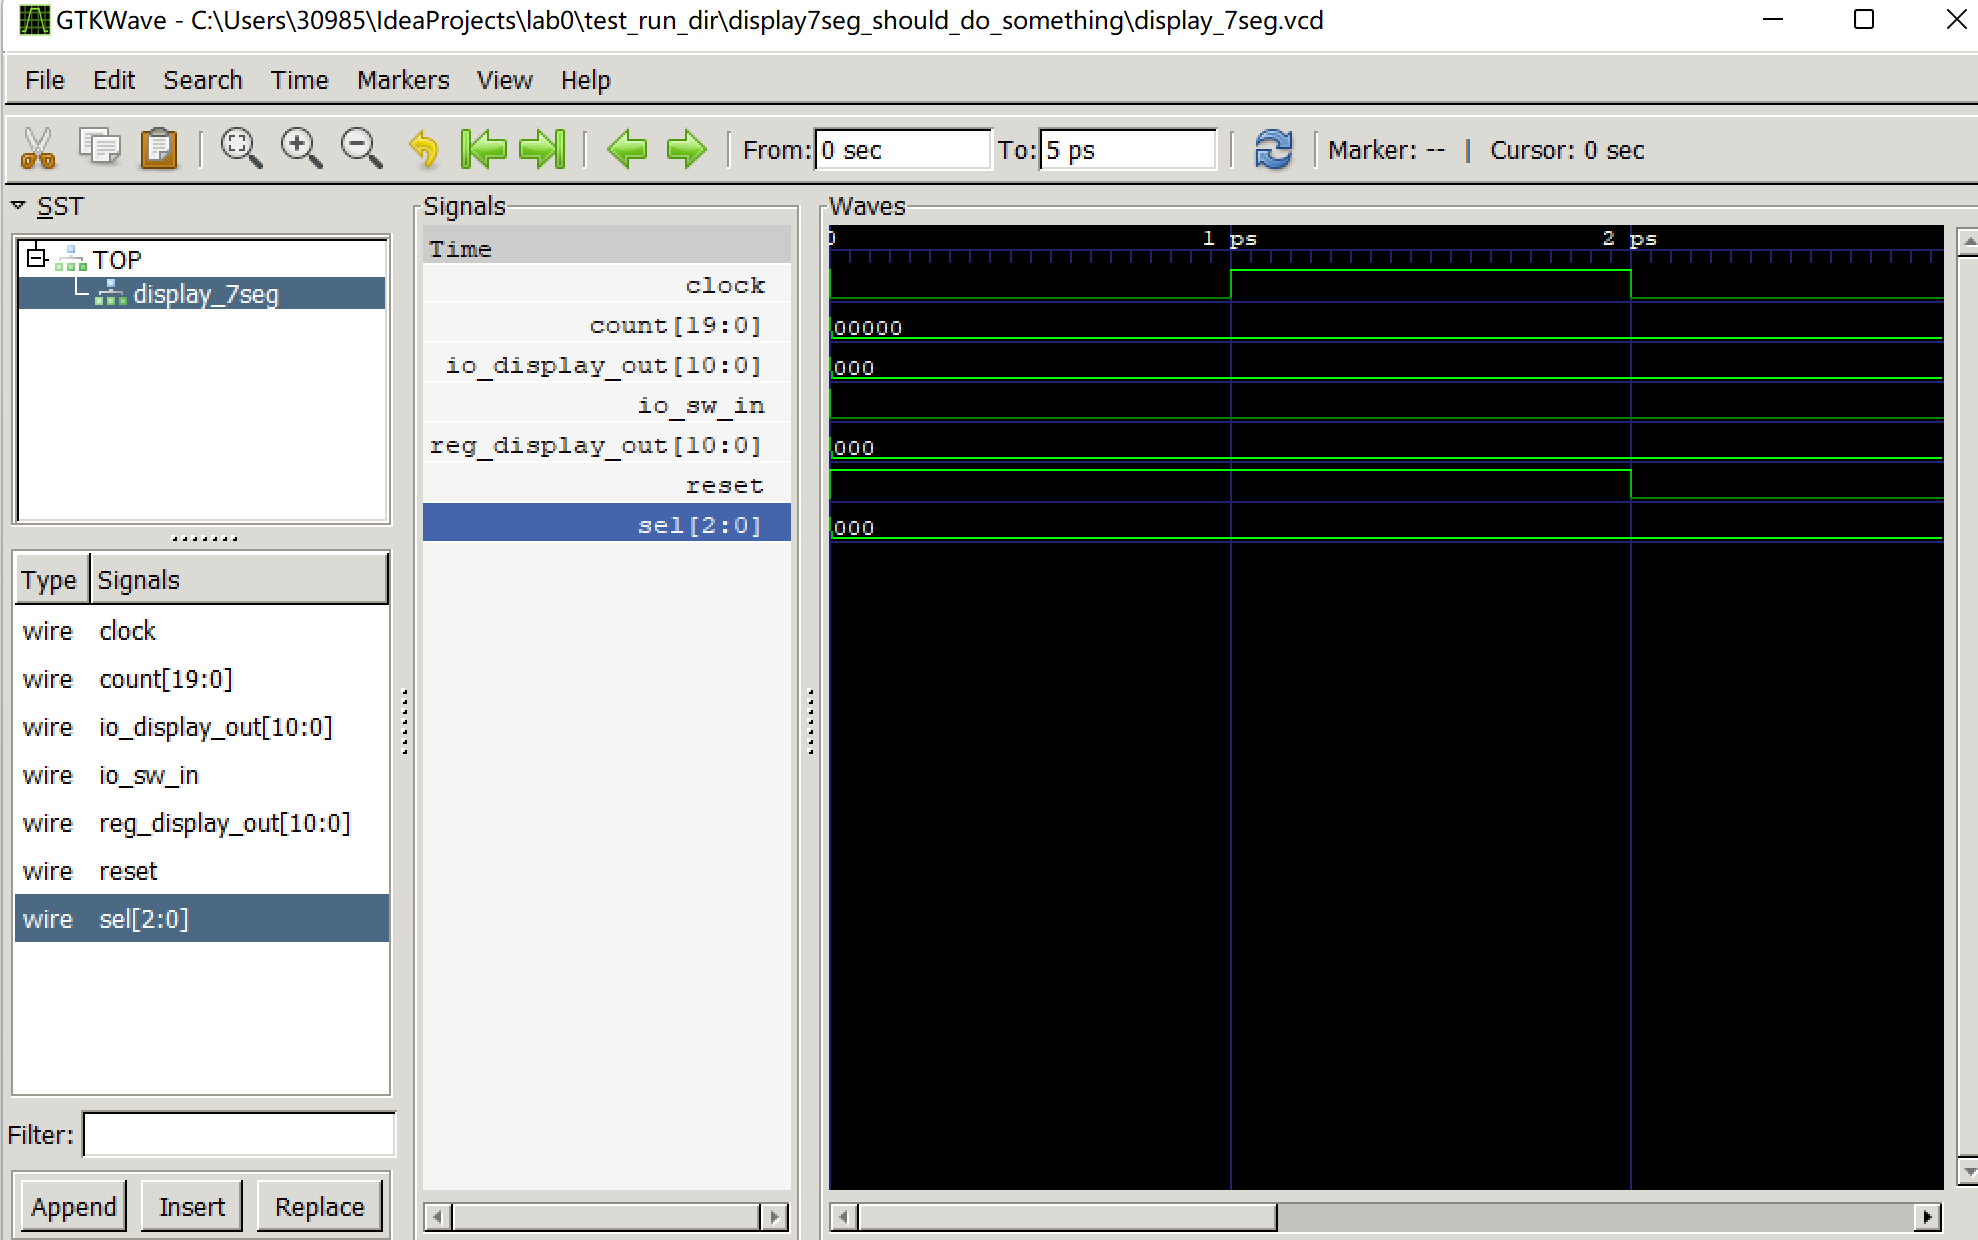 GTKWave - C:\Users\30985\IdeaProjects\lab0\test_run_dir\display7seg_should_do_something\display_7seg.vcd
File Edit Search Time Markers View Help
From: 0 sec To: 5 ps Marker: -- | Cursor: 0 sec
SST
TOP
display_7seg
Type Signals
wire clock
wire count[19:0]
wire io_display_out[10:0]
wire io_sw_in
wire reg_display_out[10:0]
wire reset
wire sel[2:0]
Filter:
Append Insert Replace
Signals
Time
clock
count[19:0]
io_display_out[10:0]
io_sw_in
reg_display_out[10:0]
reset
sel[2:0]
Waves
0 1 ps 2 ps
00000
000
000
000